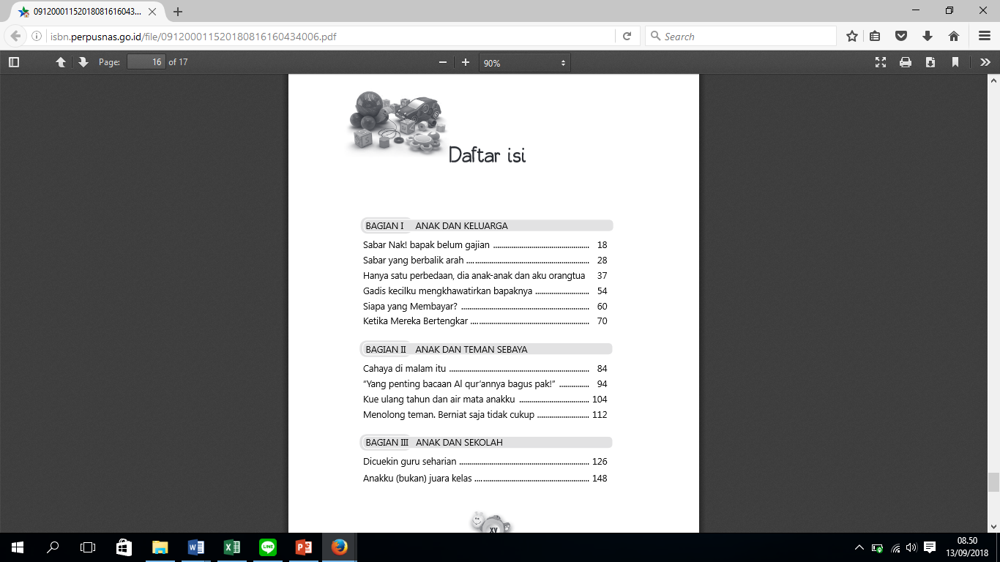 09120001152018081616043...
isbn.perpusnas.go.id/file/091200011520180816160434006.pdf
Search
Page: 16 of 17
90%
Daftar isi
BAGIAN I ANAK DAN KELUARGA
Sabar Nak! bapak belum gajian ................................................ 18
Sabar yang berbalik arah ............................................................. 28
Hanya satu perbedaan, dia anak-anak dan aku orangtua 37
Gadis kecilku mengkhawatirkan bapaknya ........................... 54
Siapa yang Membayar? ................................................................ 60
Ketika Mereka Bertengkar ........................................................... 70
BAGIAN II ANAK DAN TEMAN SEBAYA
Cahaya di malam itu ...................................................................... 84
“Yang penting bacaan Al qur’annya bagus pak!” ............... 94
Kue ulang tahun dan air mata anakku ................................... 104
Menolong teman. Berniat saja tidak cukup .......................... 112
BAGIAN III ANAK DAN SEKOLAH
Dicuekin guru seharian ................................................................. 126
Anakku (bukan) juara kelas ......................................................... 148
xv
08.50
13/09/2018